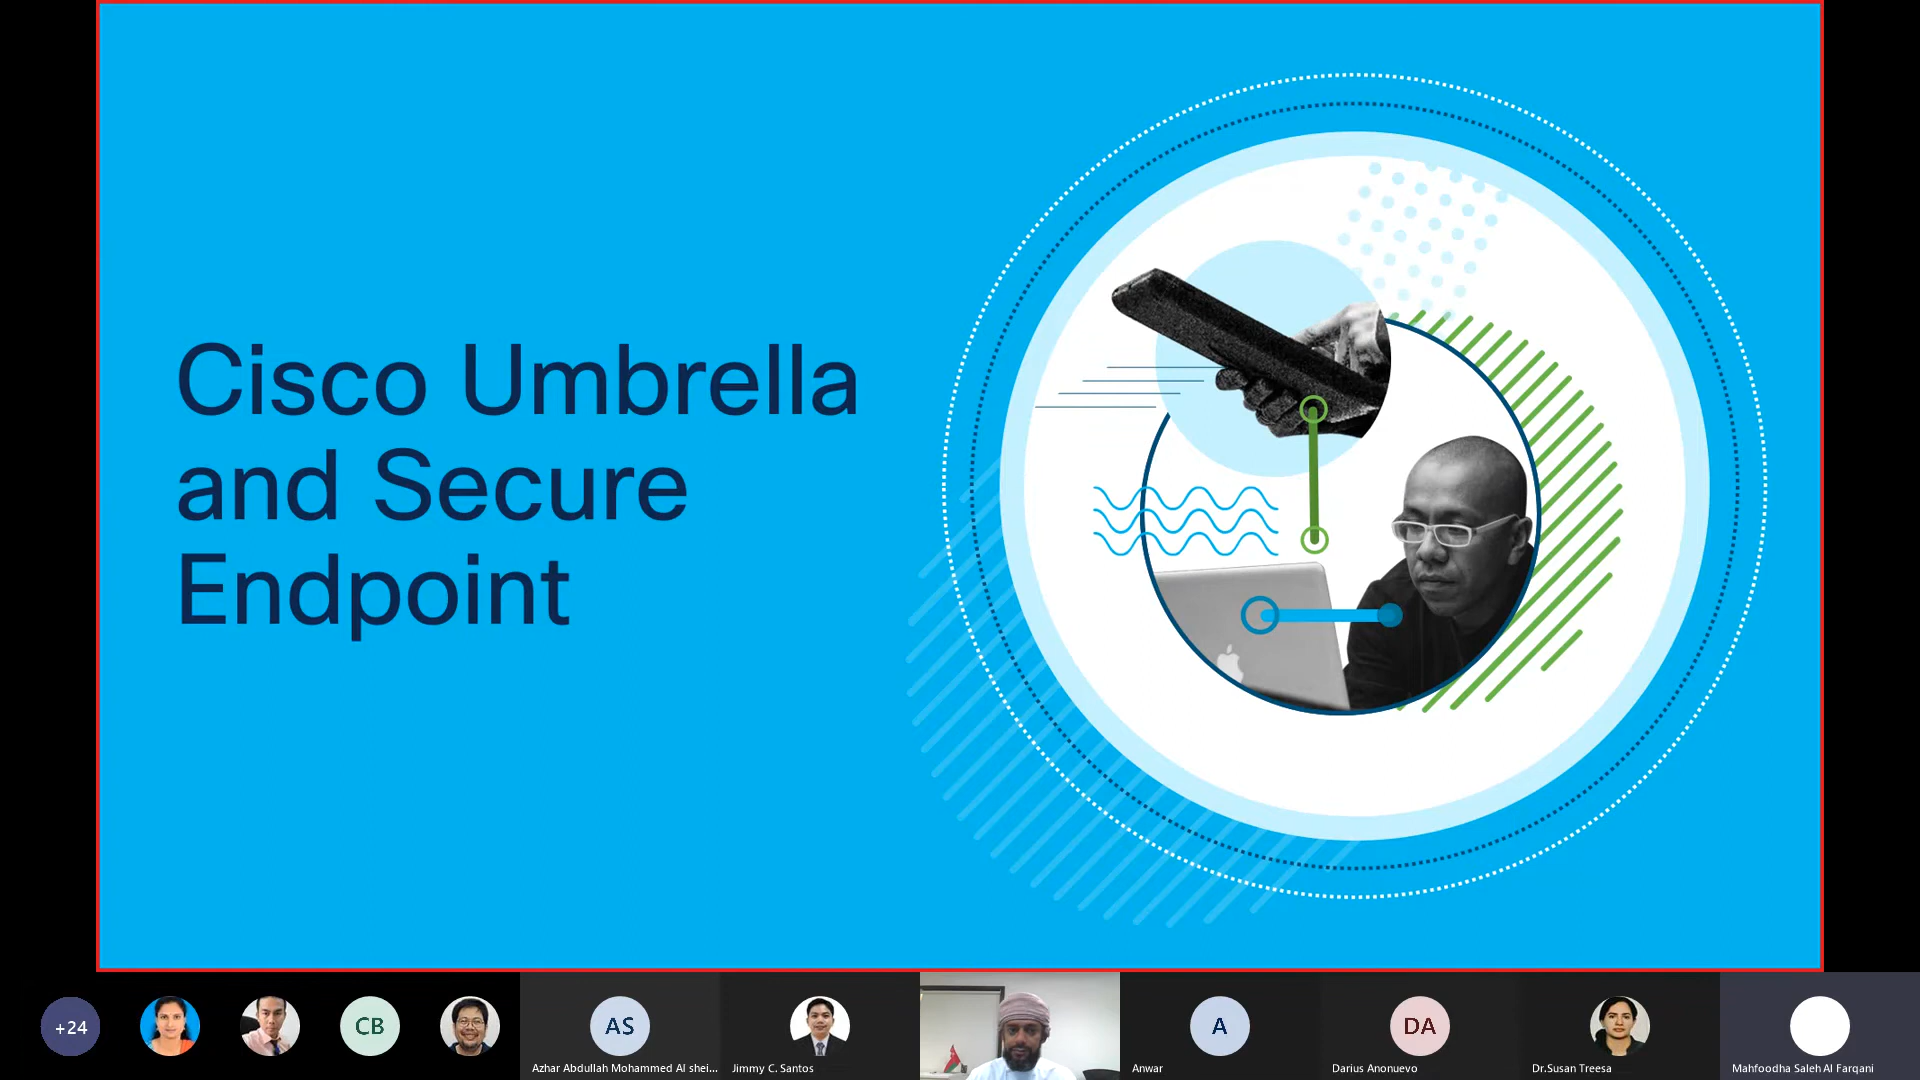 Cisco Umbrella
and Secure
Endpoint
+24
CB
AS
Azhar Abdullah Mohammed Al shei...
Jimmy C. Santos
A
Anwar
DA
Darius Anonuevo
Dr.Susan Treesa
Mahfoodha Saleh Al Farqani